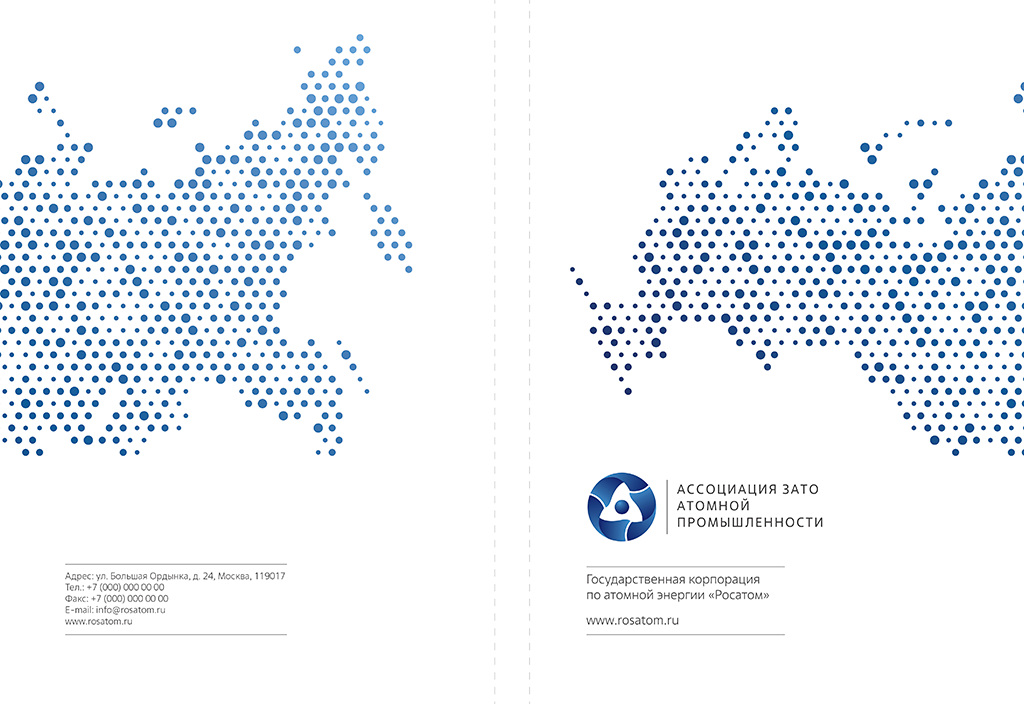 АССОЦИАЦИЯ ЗАТО
АТОМНОЙ
ПРОМЫШЛЕННОСТИ
Адрес: ул. Большая Ордынка, д. 24, Москва, 119017
Тел.: +7 (000) 000 00 00
Факс: +7 (000) 000 00 00
E-mail: info@rosatom.ru
www.rosatom.ru
Государственная корпорация
по атомной энергии «Росатом»
www.rosatom.ru